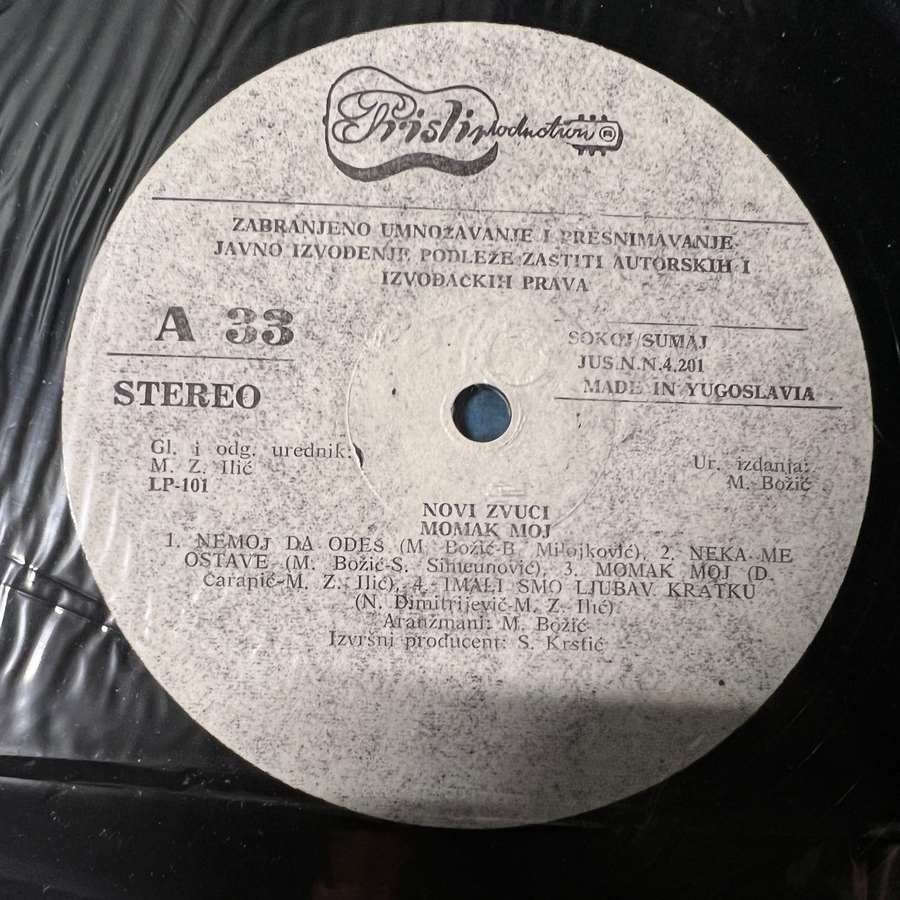 Pristi production ®
ZABRANJENO UMNOŽAVANJE I PRESNIMAVANJE
JAVNO IZVOĐENJE PODLEŽE ZAŠTITI AUTORSKIH I
IZVOĐAČKIH PRAVA
A 33
STEREO
SOKOJ/SUMAJ
JUS.N.N.4.201
MADE IN YUGOSLAVIA
Gl. i odg. urednik:
M. Z. Ilić
LP-101
Ur. izdanja:
M. Božić
NOVI ZVUCI
MOMAK MOJ
1. NEMOJ DA ODEŠ (M. Božić-B. Milojković), 2. NEKA ME
OSTAVE (M. Božić-S. Simeunović), 3. MOMAK MOJ (D.
Čarapić-M. Z. Ilić), 4. IMALI SMO LJUBAV KRATKU
(N. Dimitrijević-M. Z. Ilić).
Aranžmani: M. Božić
Izvršni producent: S. Krstić